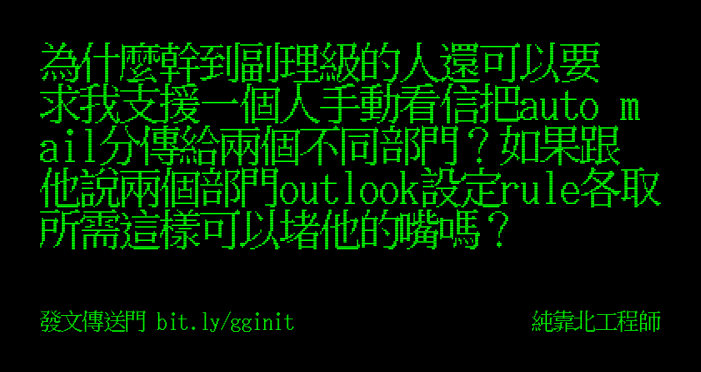 為什麼幹到副理級的人還可以要
求我支援一個人手動看信把auto m
ail分傳給兩個不同部門？如果跟
他說兩個部門outlook設定rule各取
所需這樣可以堵他的嘴嗎？
發文傳送門 bit.ly/gginit
純靠北工程師